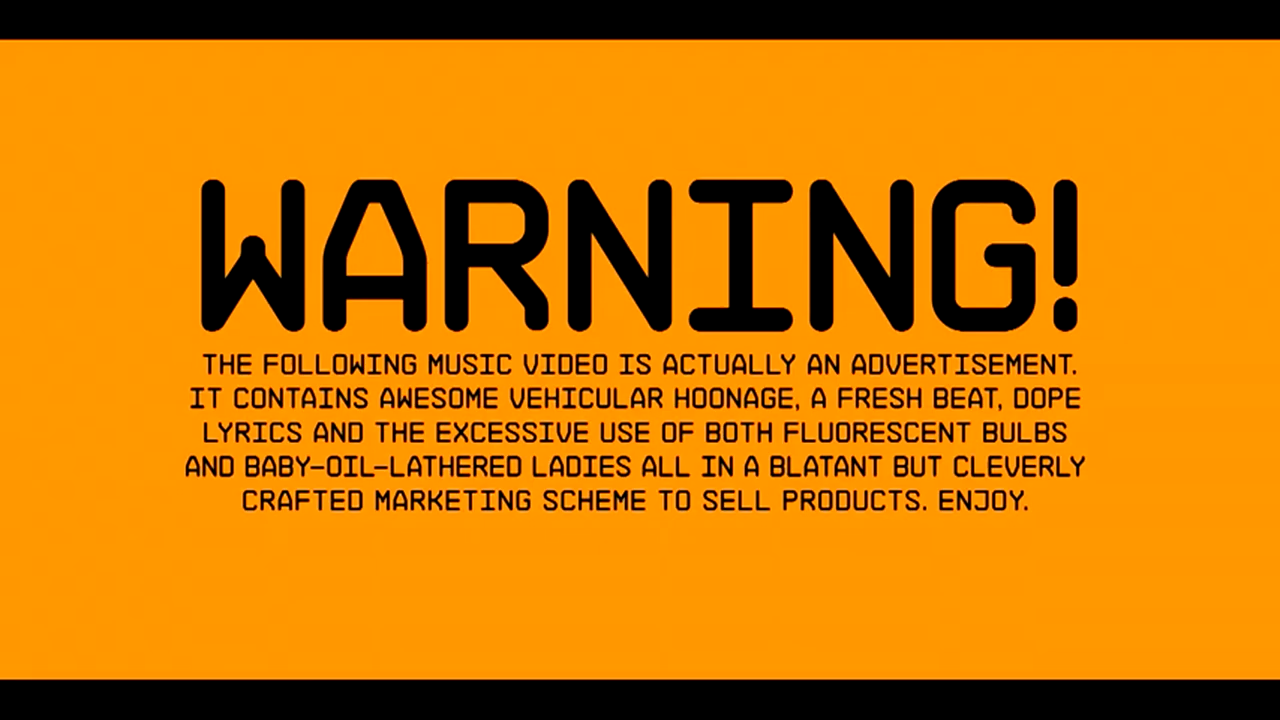 WARNING!
THE FOLLOWING MUSIC VIDEO IS ACTUALLY AN ADVERTISEMENT.
IT CONTAINS AWESOME VEHICULAR HOONAGE, A FRESH BEAT, DOPE
LYRICS AND THE EXCESSIVE USE OF BOTH FLUORESCENT BULBS
AND BABY-OIL-LATHERED LADIES ALL IN A BLATANT BUT CLEVERLY
CRAFTED MARKETING SCHEME TO SELL PRODUCTS. ENJOY.